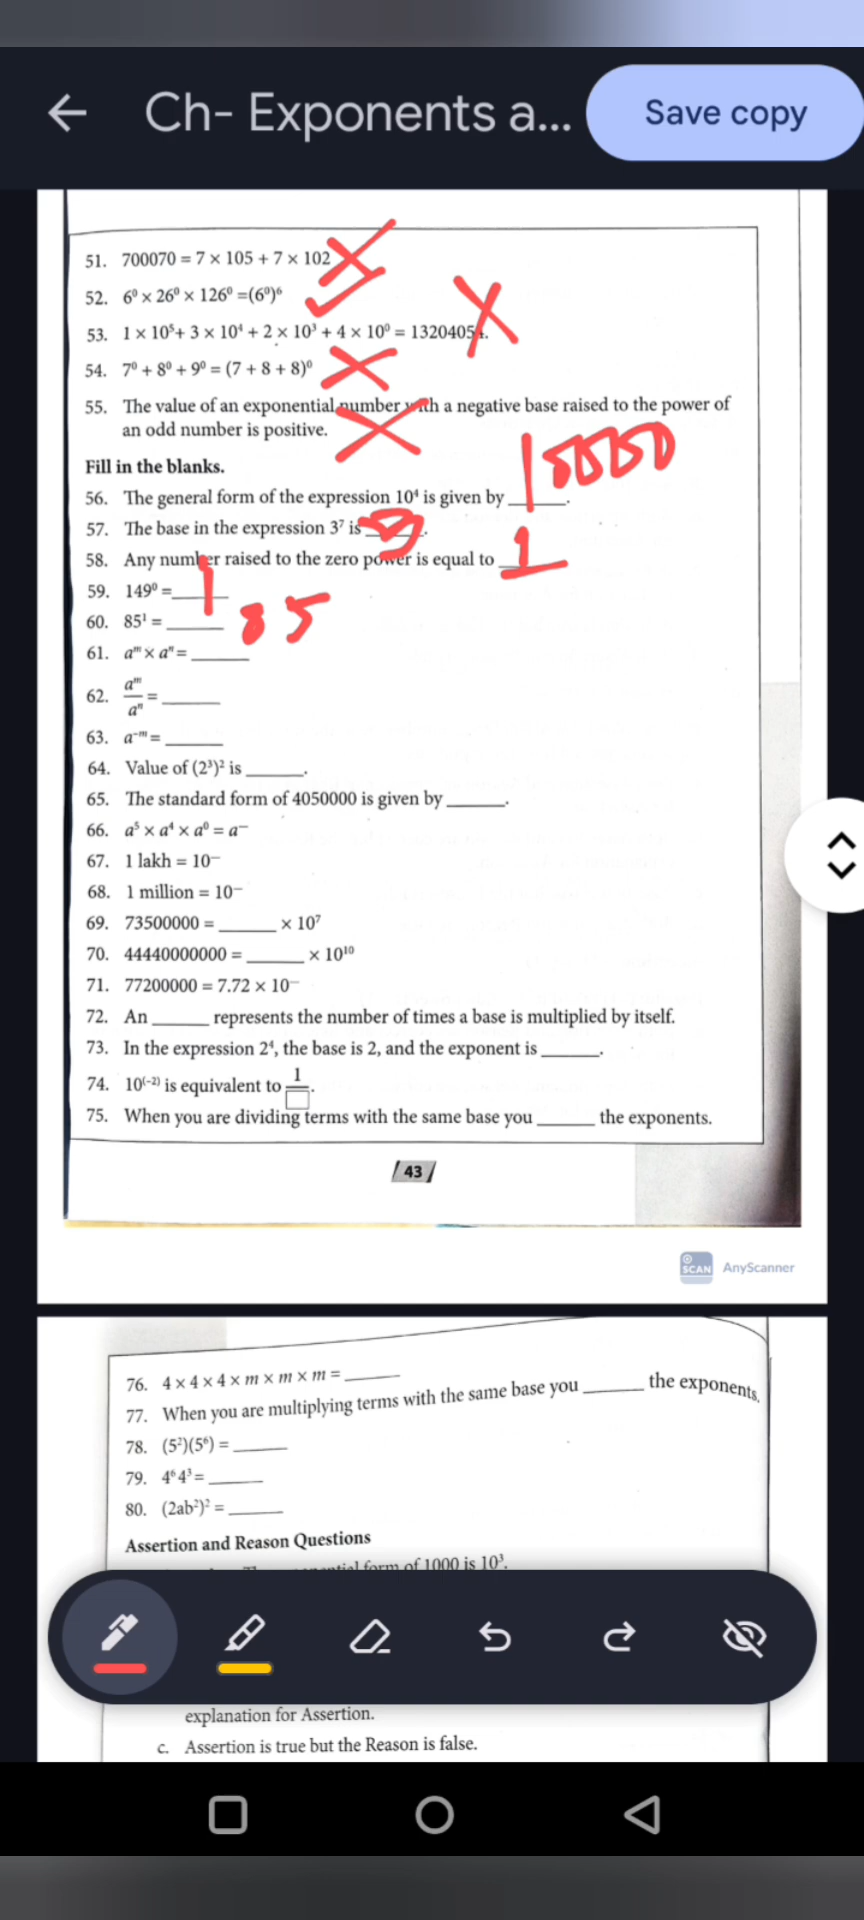 Ch- Exponents a...
Save copy
51. 700070 = 7 × 105 + 7 × 102
52. 6⁰ × 26⁰ × 126⁰ =(6⁰)⁶
53. 1 × 10⁵+ 3 × 10⁴ + 2 × 10³ + 4 × 10⁰ = 132040
54. 7⁰ + 8⁰ + 9⁰ = (7 + 8 + 8)⁰
55. The value of an exponential number with a negative base raised to the power of
an odd number is positive.
Fill in the blanks.
10000
56. The general form of the expression 10⁴ is given by ______.
57. The base in the expression 3⁷ is 3.
58. Any number raised to the zero power is equal to 1
59. 149⁰ = 1
60. 85¹ = ______ 85
61. aᵐ × aⁿ = ______
62. aᵐ/aⁿ = ______
63. a⁻ᵐ = ______
64. Value of (2³)² is ______.
65. The standard form of 4050000 is given by ______.
66. a⁵ × a⁴ × a⁰ = a⁻
67. 1 lakh = 10⁻
68. 1 million = 10⁻
69. 73500000 = ______ × 10⁷
70. 44440000000 = ______ × 10¹⁰
71. 77200000 = 7.72 × 10⁻
72. An ______ represents the number of times a base is multiplied by itself.
73. In the expression 2⁴, the base is 2, and the exponent is ______.
74. 10⁽⁻²⁾ is equivalent to 1/□.
75. When you are dividing terms with the same base you ______ the exponents.
43
SCAN AnyScanner
76. 4 × 4 × 4 × m × m × m = ______
77. When you are multiplying terms with the same base you ______ the exponents.
78. (5²)(5⁶) = ______
79. 4⁶4³ = ______
80. (2ab²)² = ______
Assertion and Reason Questions
form of 1000 is 10³.
explanation for Assertion.
c. Assertion is true but the Reason is false.